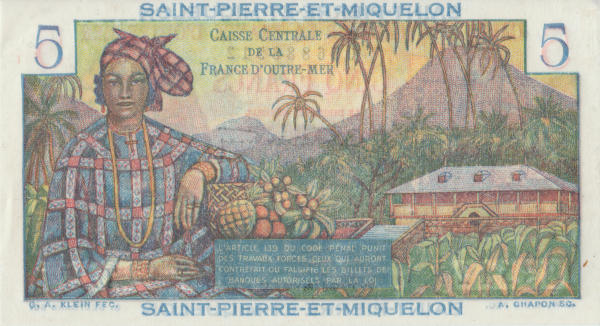 SAINT-PIERRE-ET-MIQUELON
5
5
CAISSE CENTRALE
DE LA
FRANCE D'OUTRE-MER
L'ARTICLE 139 DU CODE PÉNAL PUNIT
DES TRAVAUX FORCÉS CEUX QUI AURONT
CONTREFAIT OU FALSIFIÉ LES BILLETS DE
BANQUES AUTORISÉES PAR LA LOI.
G. A. KLEIN FEC.
SAINT-PIERRE-ET-MIQUELON
A. CHAPON SC.